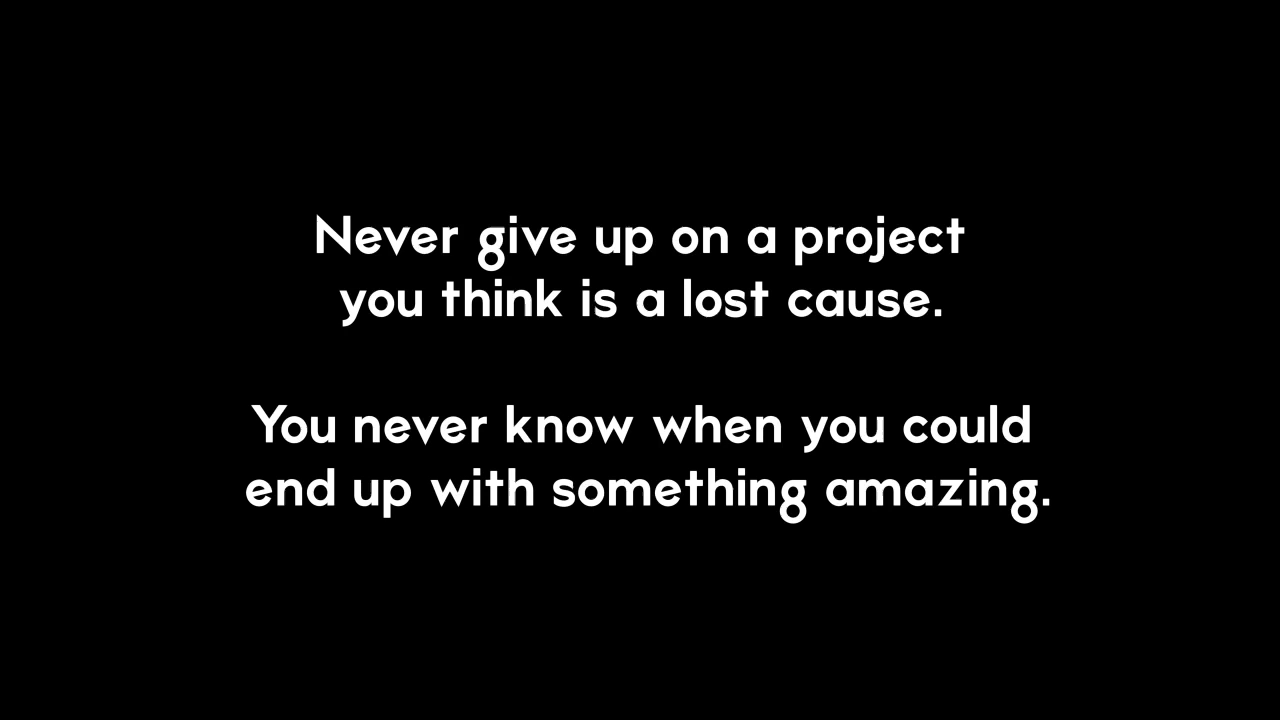 Never give up on a project
you think is a lost cause.
You never know when you could
end up with something amazing.